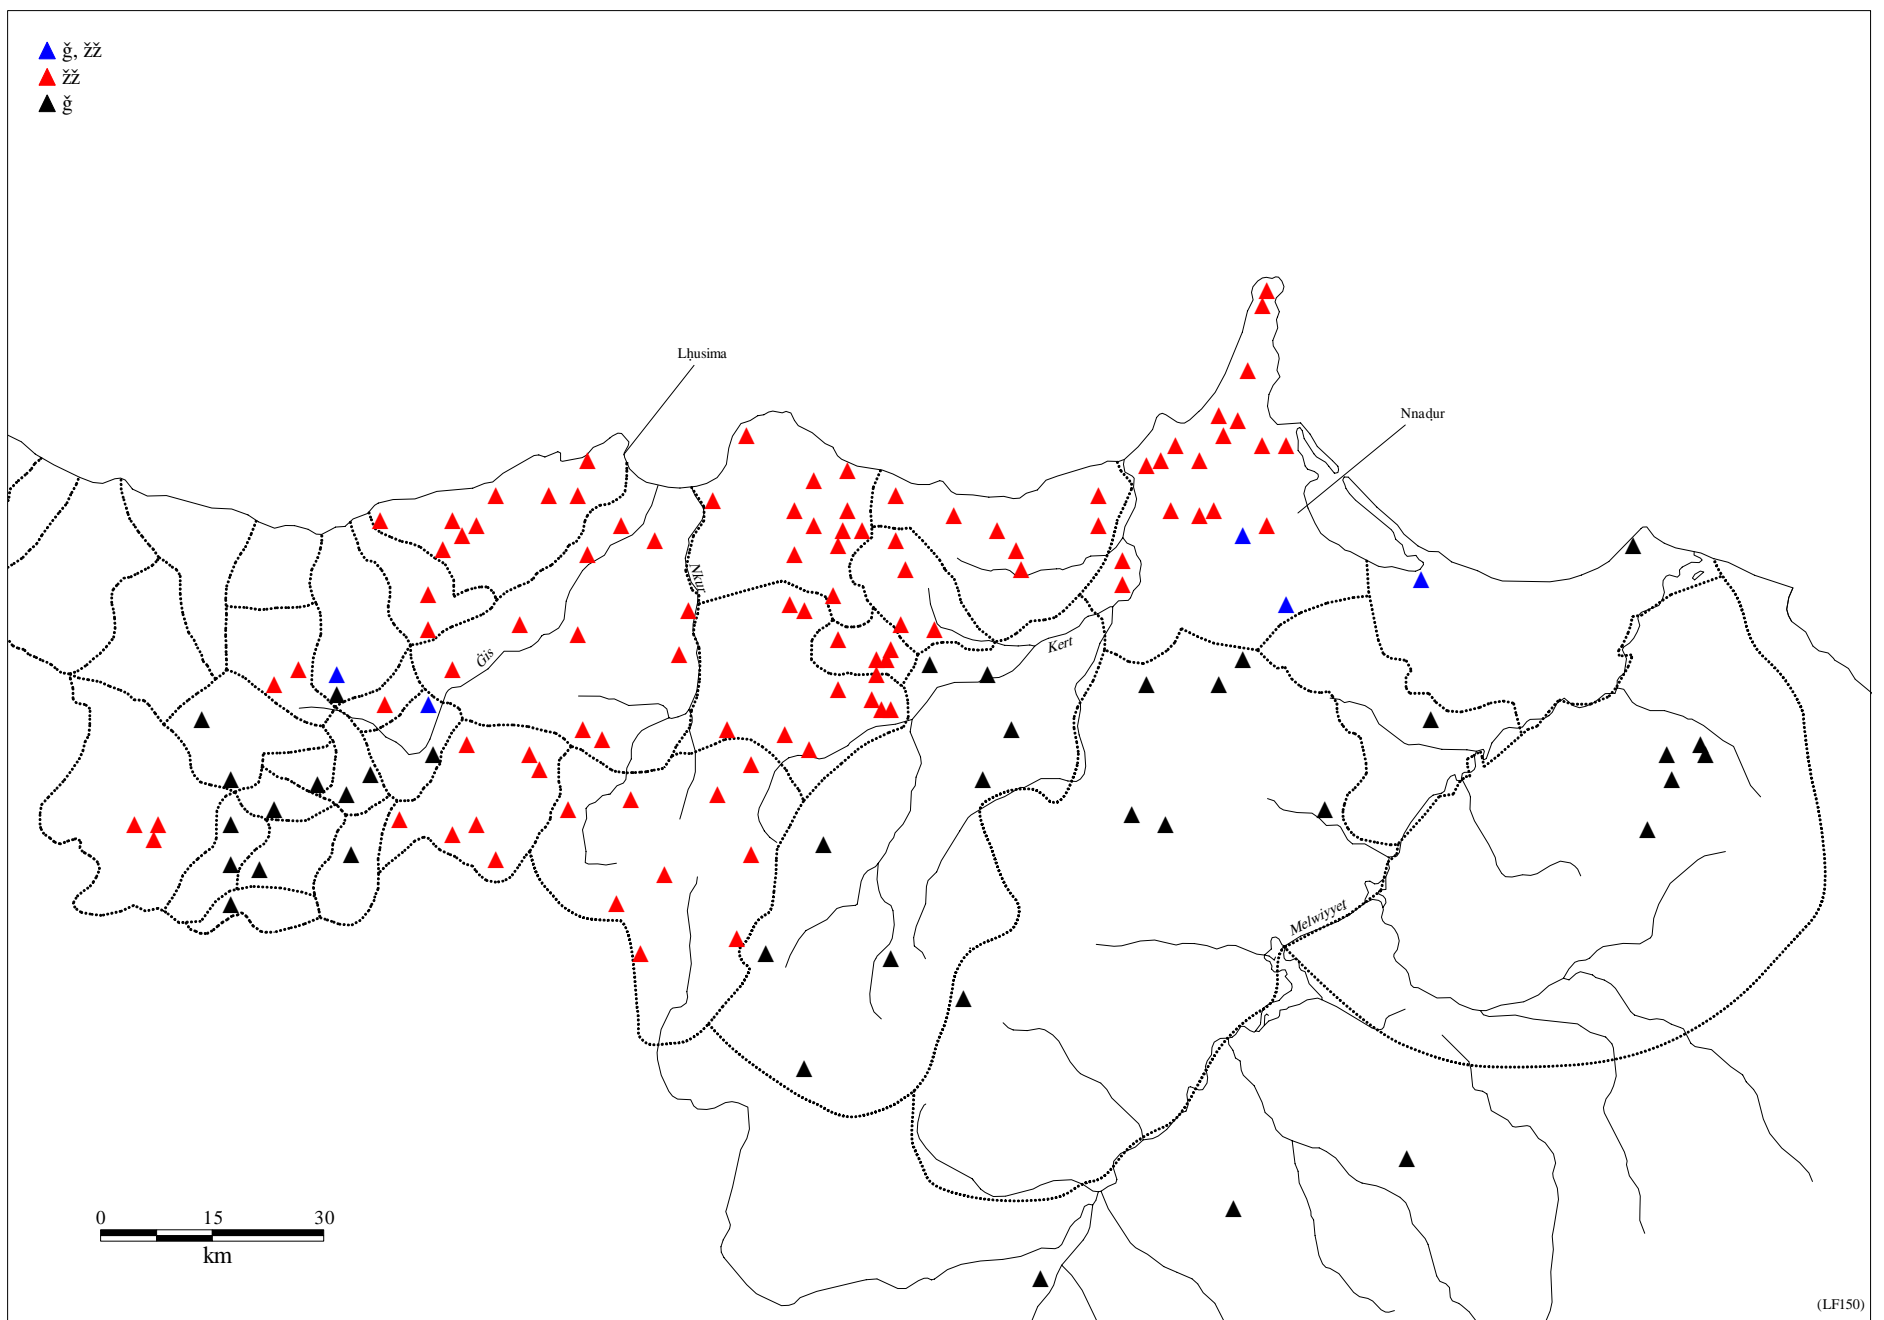 ǧ, žž
žž
ǧ
Lḥusima
Nnaḍur
Nkur
Kert
Ġis
Melwiyyet
0 15 30
km
(LF150)